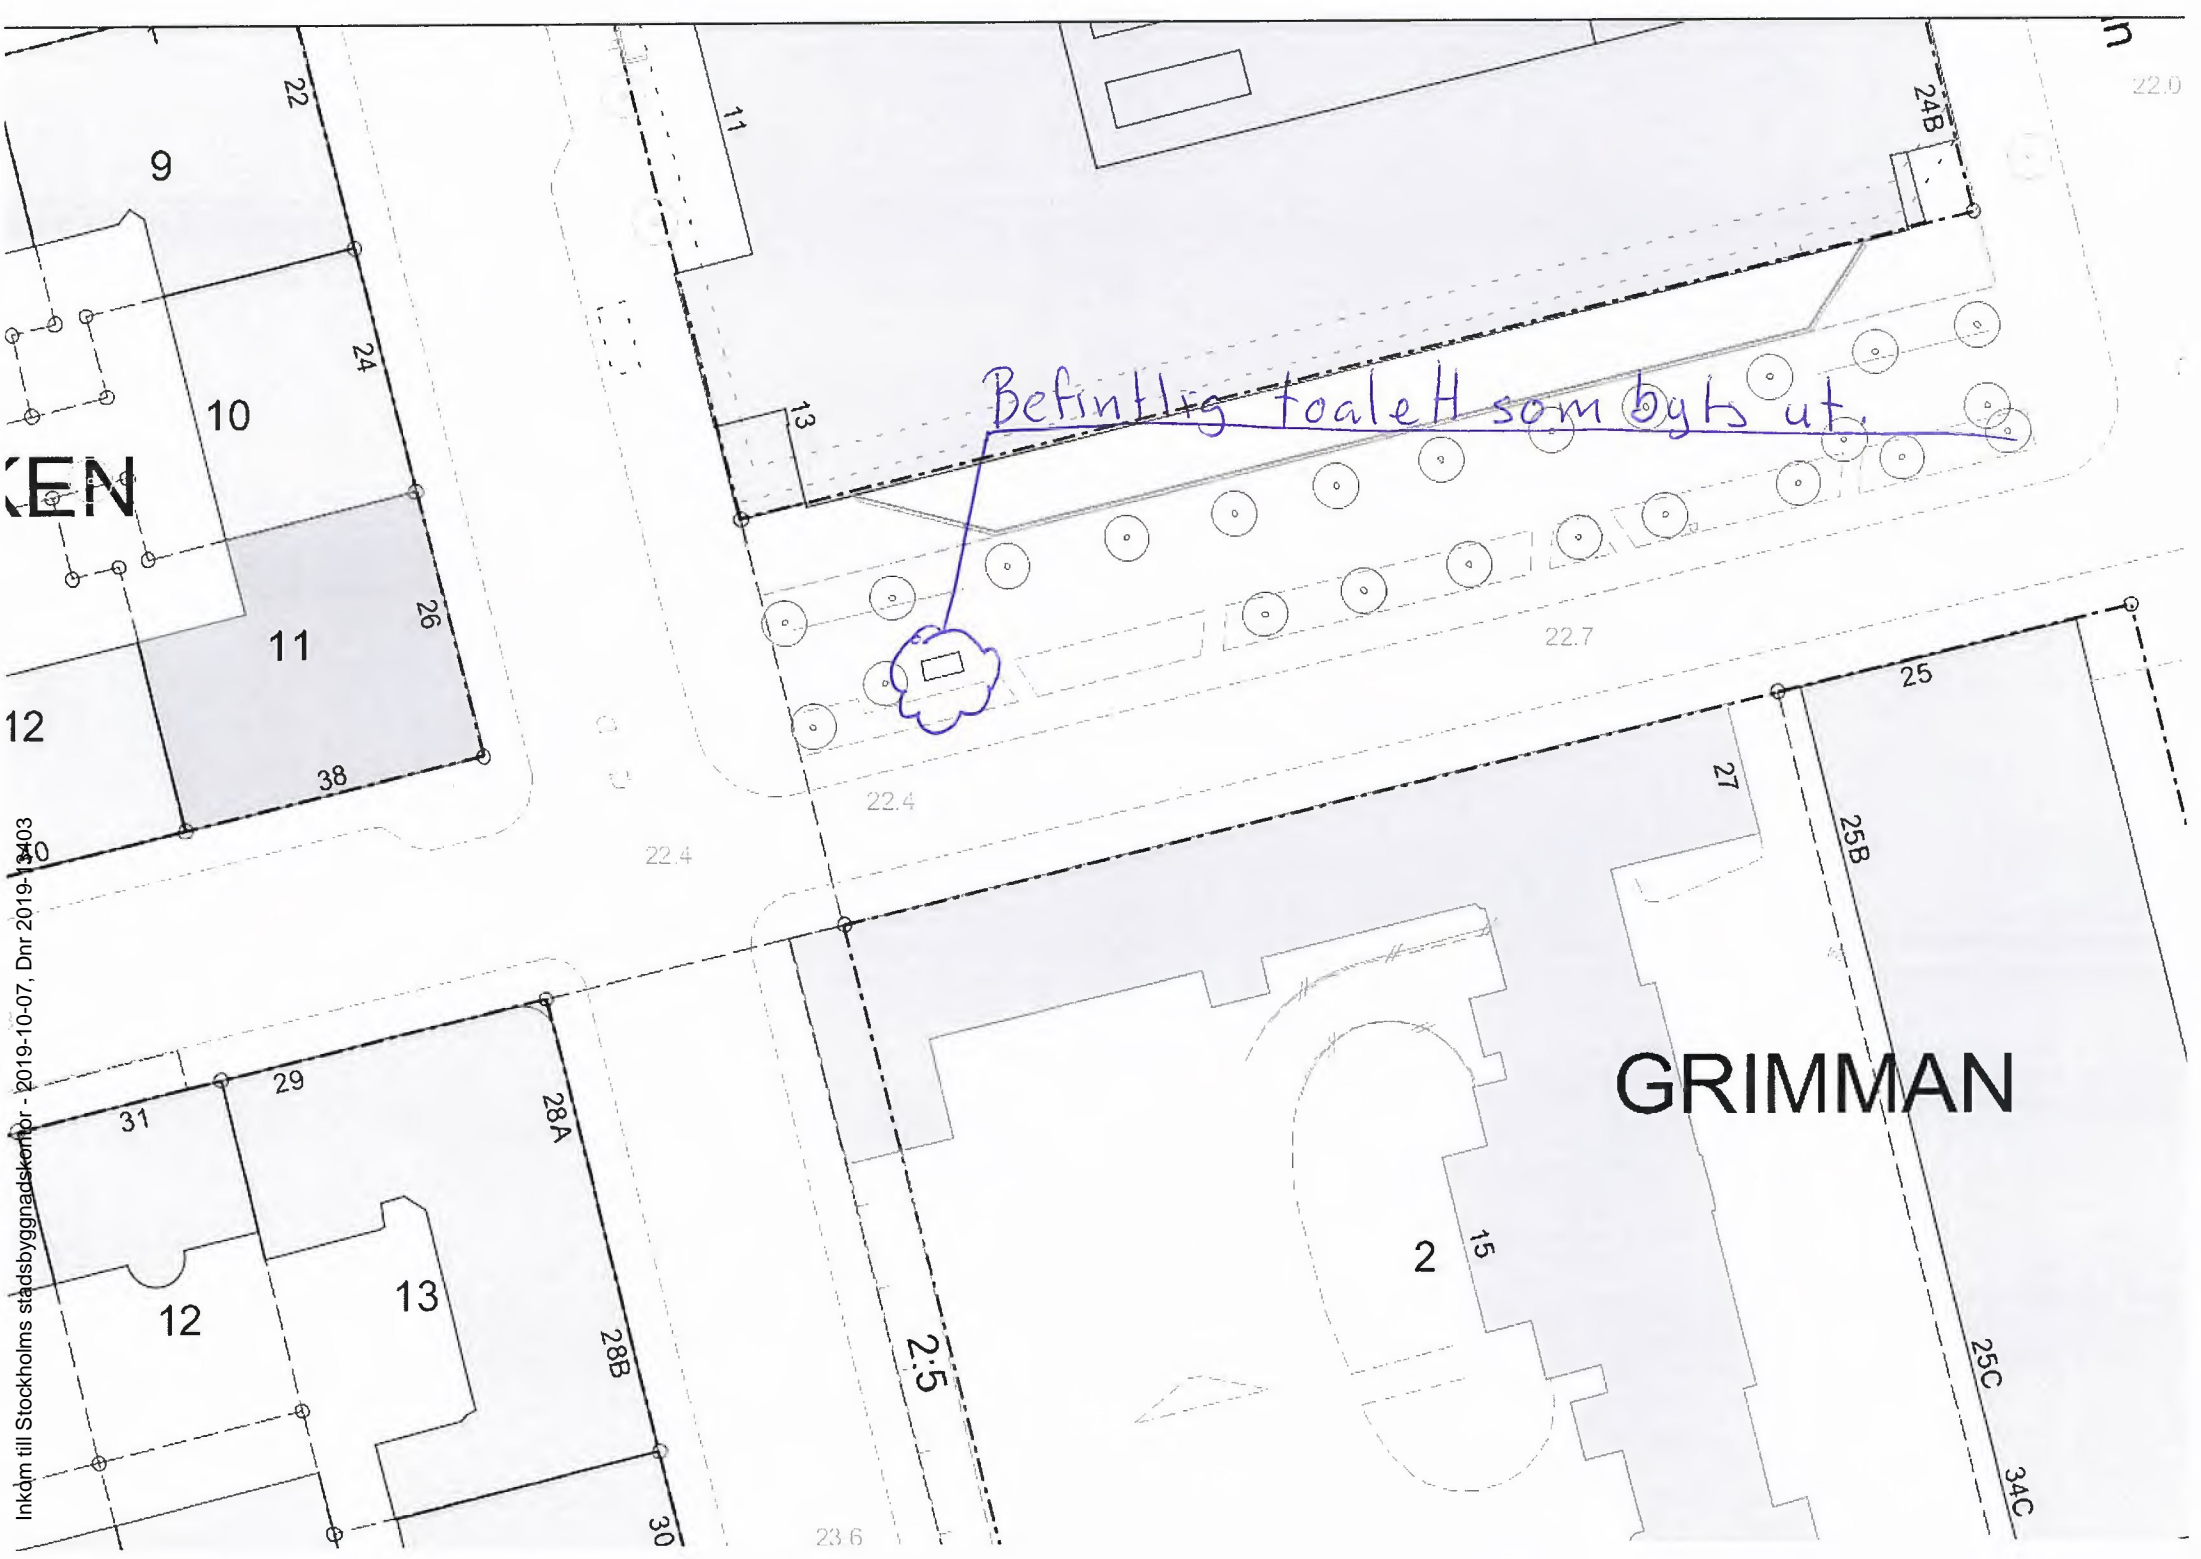 22
11
24B
22.0
9
24
10
13
Befintlig toalett som byts ut.
KEN
26
11
22.7
25
12
38
27
22.4
25B
22.4
40
Inkom till Stockholms stadsbyggnadskontor - 2019-10-07, Dnr 2019-13403
GRIMMAN
29
31
28A
2
15
13
12
28B
2:5
25C
34C
30
23.6